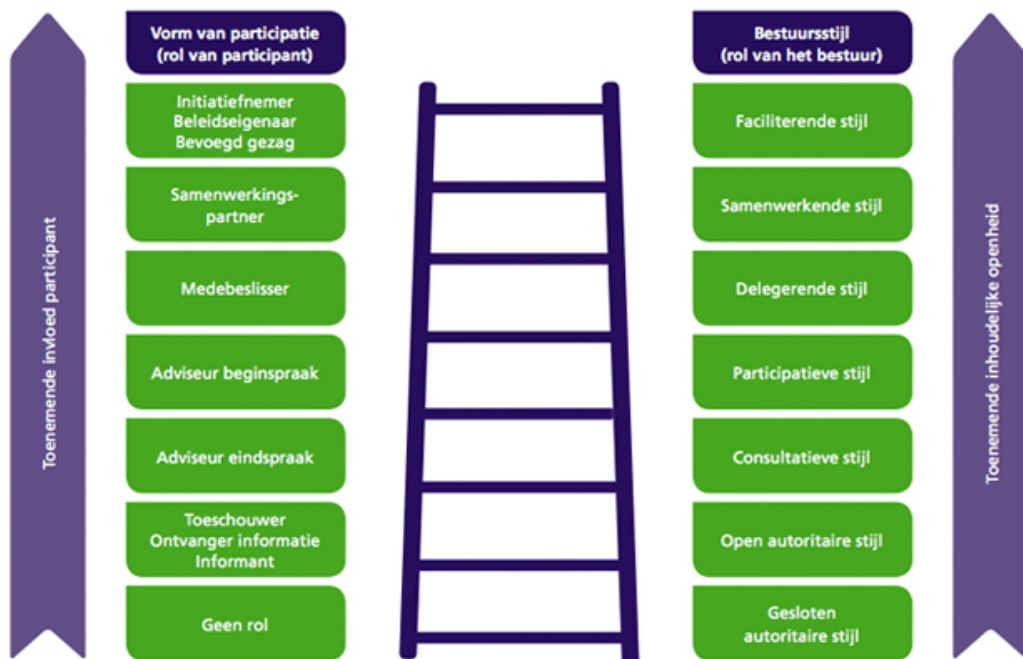 Toenemende invloed participant
Vorm van participatie
(rol van participant)
Initiatiefnemer
Beleidseigenaar
Bevoegd gezag
Samenwerkings-
partner
Medebeslisser
Adviseur beginspraak
Adviseur eindspraak
Toeschouwer
Ontvanger informatie
Informant
Geen rol
Bestuursstijl
(rol van het bestuur)
Faciliterende stijl
Samenwerkende stijl
Delegerende stijl
Participatieve stijl
Consultatieve stijl
Open autoritaire stijl
Gesloten
autoritaire stijl
Toenemende inhoudelijke openheid